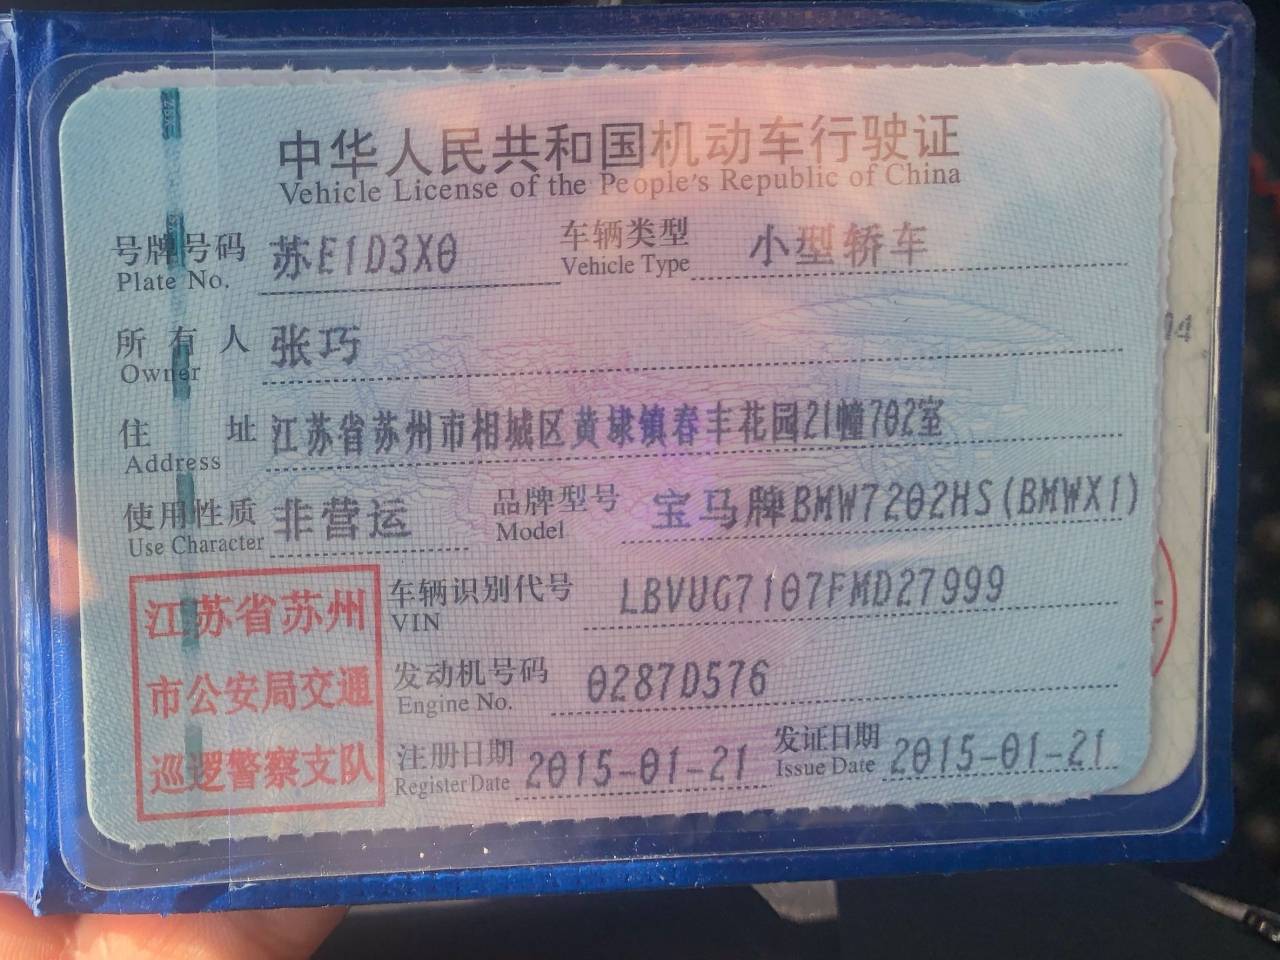 中华人民共和国机动车行驶证
Vehicle License of the People's Republic of China
号牌号码 苏E1D3X0 车辆类型 小型轿车
Plate No. Vehicle Type
所有人 张巧
Owner
住址 江苏省苏州市相城区黄埭镇春丰花园21幢702室
Address
使用性质 非营运 品牌型号 宝马牌BMW7202HS(BMWX1)
Use Character Model
江苏省苏州
市公安局交通
巡逻警察支队
车辆识别代号 LBVUG7107FMD27999
VIN
发动机号码 0287D576
Engine No.
注册日期 2015-01-21 发证日期 2015-01-21
Register Date Issue Date